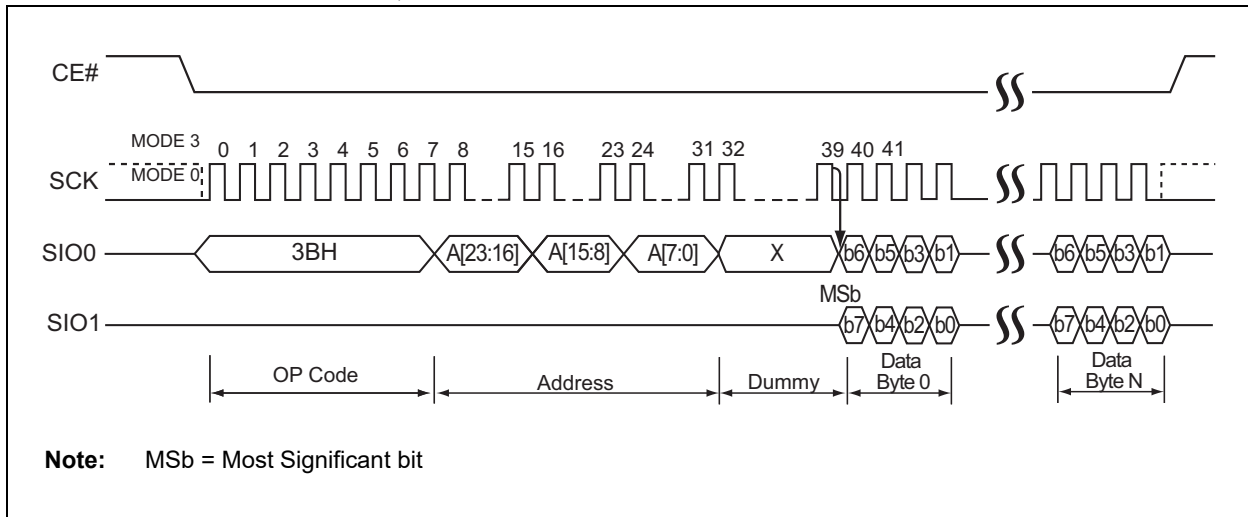 CE#
MODE 3
0 1 2 3 4 5 6 7 8 15 16 23 24 31 32 39 40 41
SCK
MODE 0
SIO0
3BH A[23:16] A[15:8] A[7:0] X b6 b5 b3 b1 b6 b5 b3 b1
MSb
SIO1
b7 b4 b2 b0 b7 b4 b2 b0
OP Code Address Dummy Data Byte 0 Data Byte N
Note: MSb = Most Significant bit